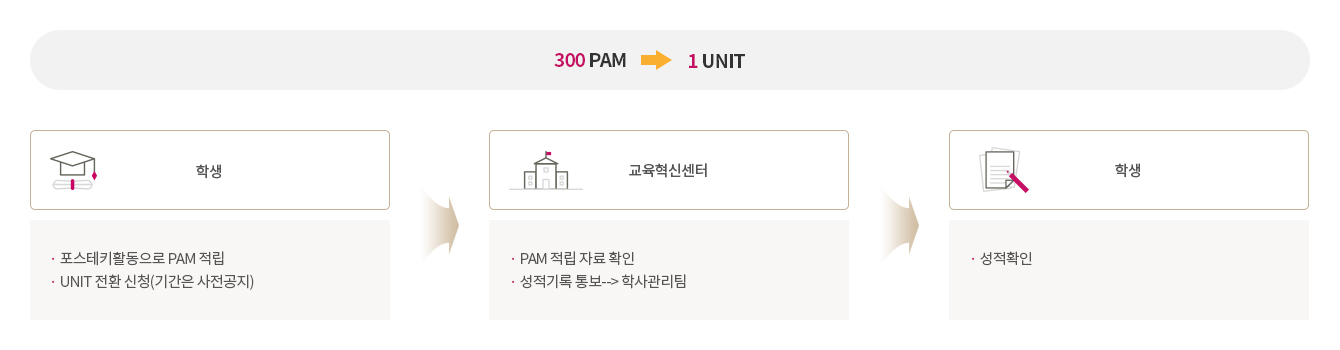 300 PAM 1 UNIT
학생
· 포스테키활동으로 PAM 적립
· UNIT 전환 신청(기간은 사전공지)
교육혁신센터
· PAM 적립 자료 확인
· 성적기록 통보--> 학사관리팀
학생
· 성적확인